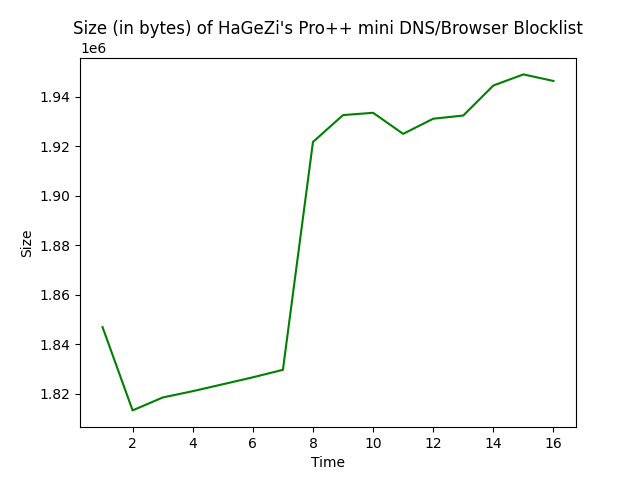 Size (in bytes) of HaGeZi's Pro++ mini DNS/Browser Blocklist
1e6
1.94
1.92
1.90
1.88
1.86
1.84
1.82
Size
2 4 6 8 10 12 14 16
Time